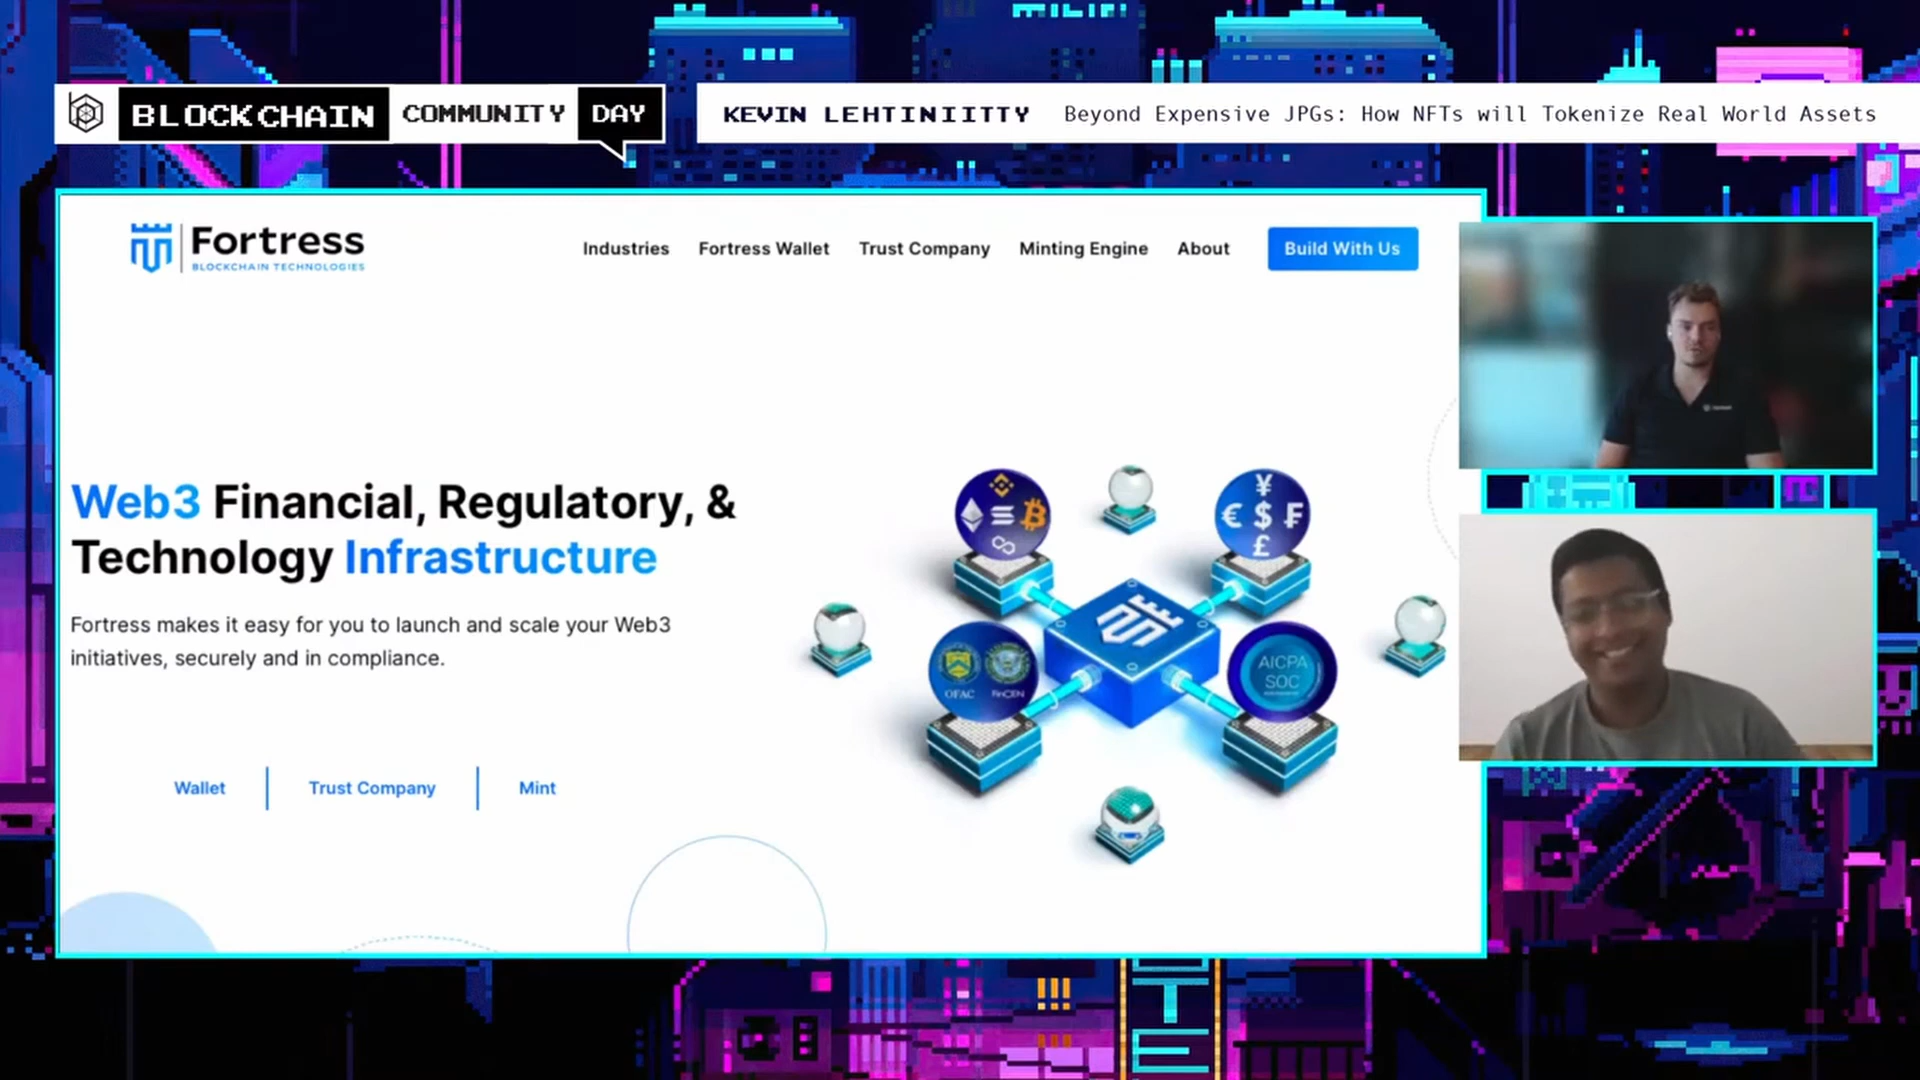 BLOCKCHAIN COMMUNITY DAY
KEVIN LEHTINIITTY Beyond Expensive JPGs: How NFTs will Tokenize Real World Assets
Fortress
BLOCKCHAIN TECHNOLOGIES
Industries Fortress Wallet Trust Company Minting Engine About Build With Us
Web3 Financial, Regulatory, &
Technology Infrastructure
Fortress makes it easy for you to launch and scale your Web3
initiatives, securely and in compliance.
¥
€ $ ₣
£
OFAC FinCEN
AICPA
SOC
Wallet Trust Company Mint
T
E